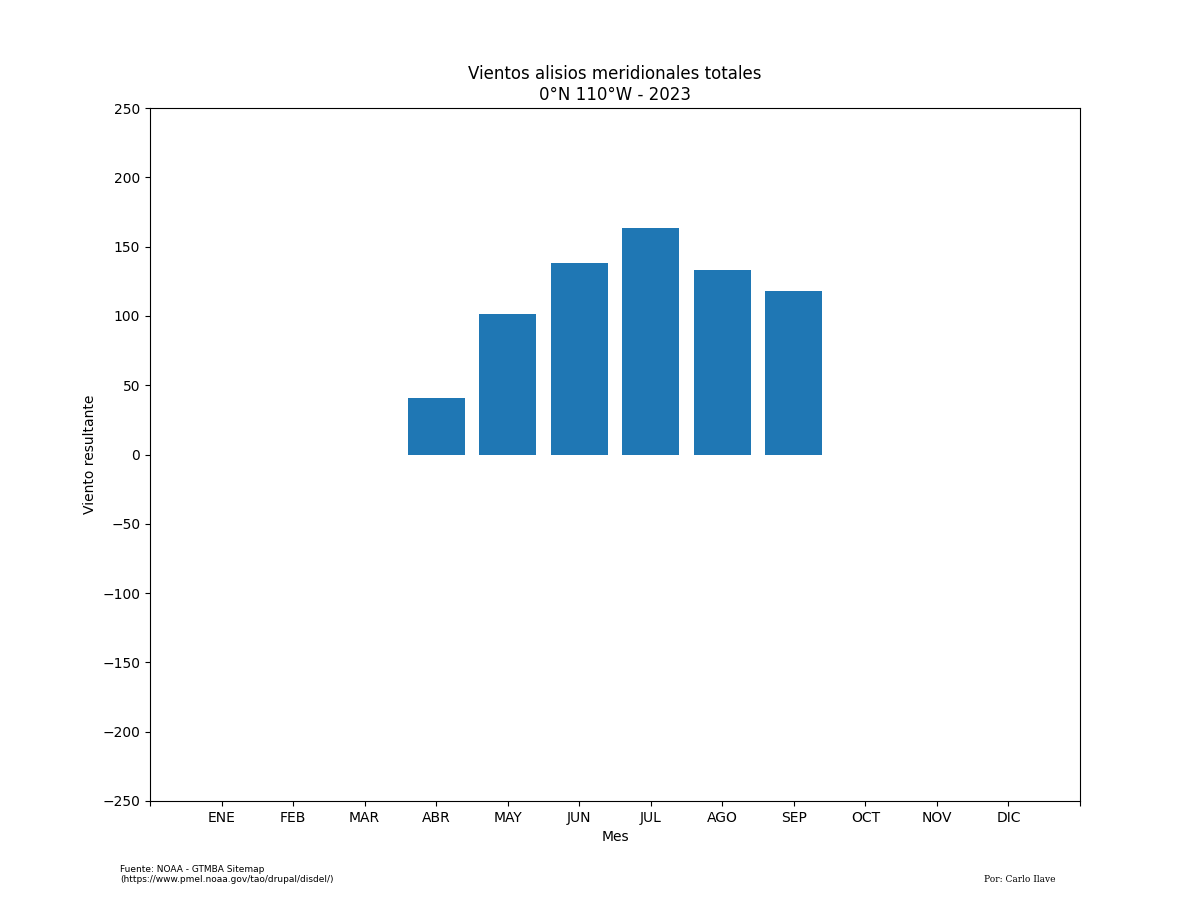 Vientos alisios meridionales totales
0°N 110°W - 2023
250
200
150
100
50
0
−50
−100
−150
−200
−250
Viento resultante
ENE FEB MAR ABR MAY JUN JUL AGO SEP OCT NOV DIC
Mes
Fuente: NOAA - GTMBA Sitemap
(https://www.pmel.noaa.gov/tao/drupal/disdel/)
Por: Carlo Ilave